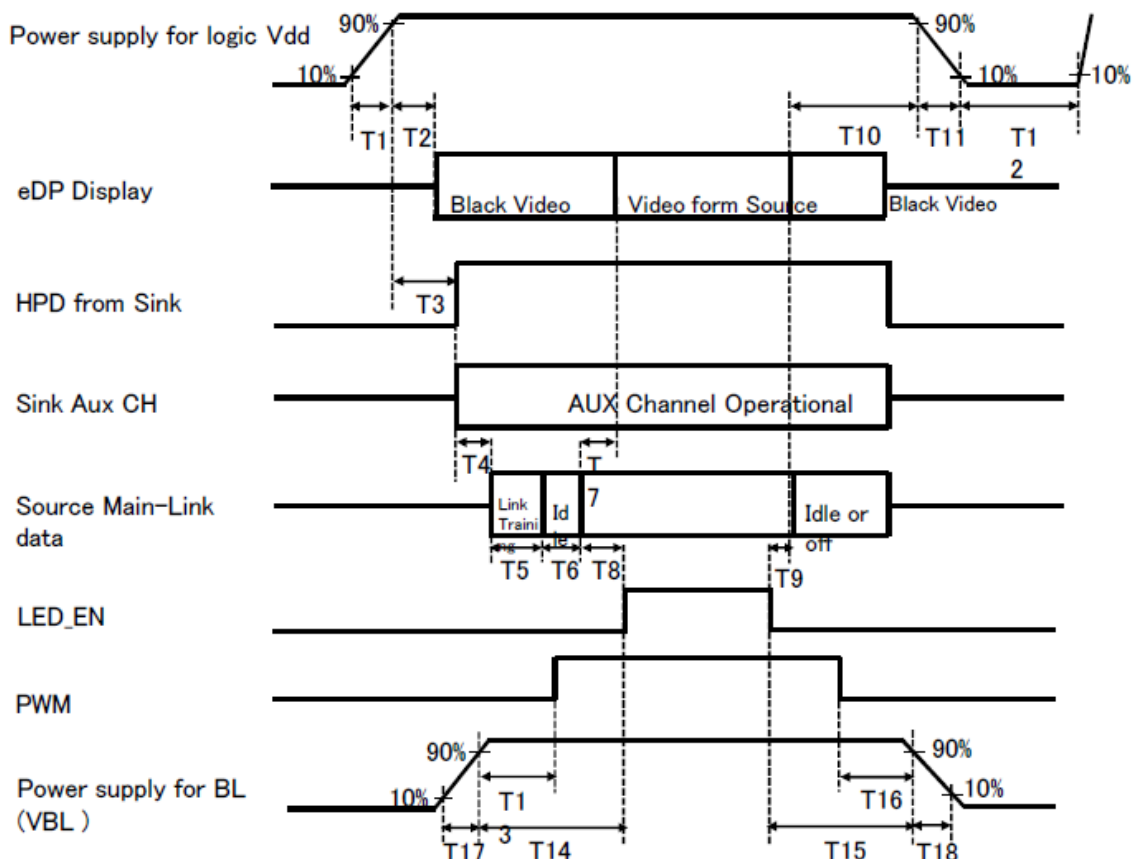 Power supply for logic Vdd
90%
90%
10%
10%
10%
T1
T2
T10
T11
T1
2
eDP Display
Black Video
Video form Source
Black Video
HPD from Sink
T3
Sink Aux CH
AUX Channel Operational
T4
T
7
Source Main-Link
data
Link
Traini
ng
Id
le
Idle or
off
T5
T6
T8
T9
LED_EN
PWM
90%
90%
Power supply for BL
(VBL )
10%
10%
T1
3
T16
T17
T14
T15
T18